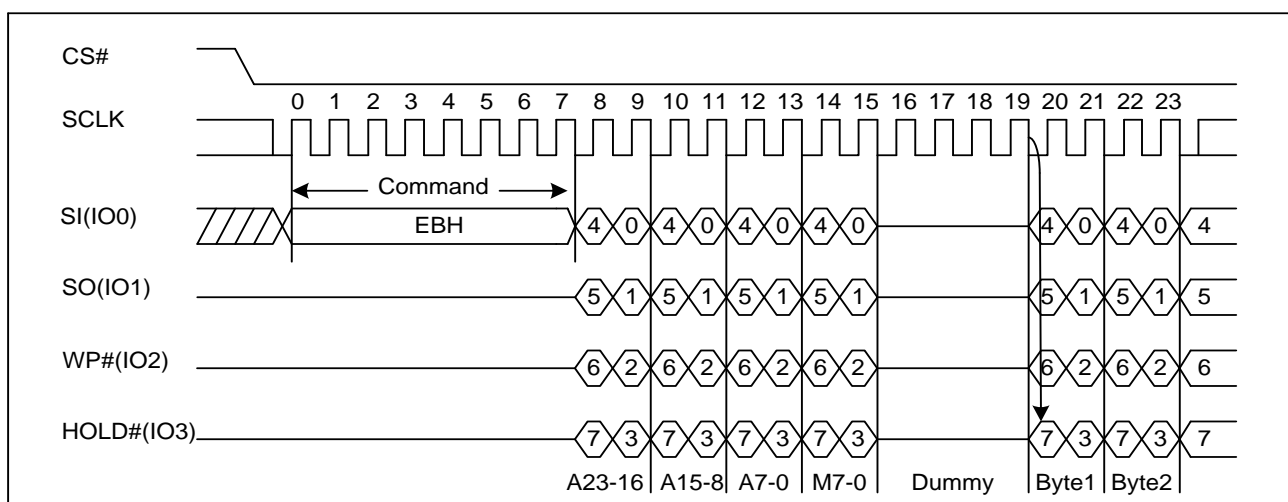 CS#
0 1 2 3 4 5 6 7 8 9 10 11 12 13 14 15 16 17 18 19 20 21 22 23
SCLK
Command
SI(IO0) EBH 4 0 4 0 4 0 4 0 4 0 4 0 4
SO(IO1) 5 1 5 1 5 1 5 1 5 1 5 1 5
WP#(IO2) 6 2 6 2 6 2 6 2 6 2 6 2 6
HOLD#(IO3) 7 3 7 3 7 3 7 3 7 3 7 3 7
A23-16 A15-8 A7-0 M7-0 Dummy Byte1 Byte2